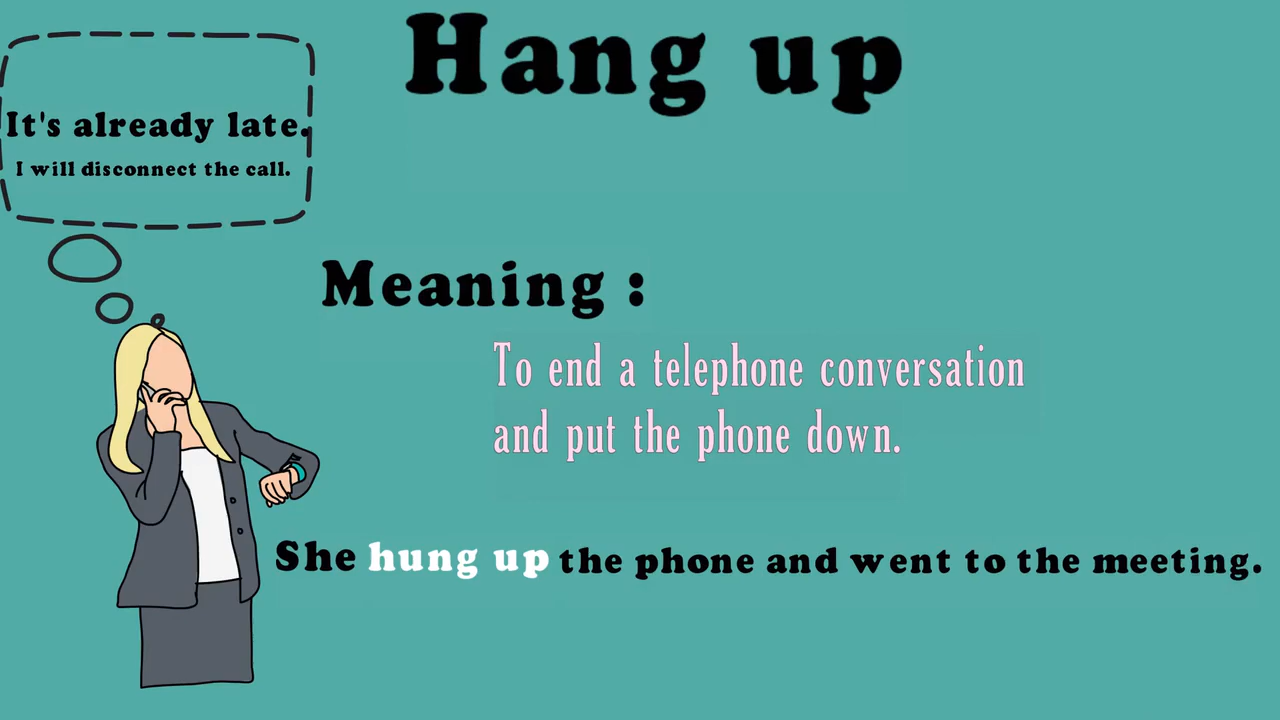 Hang up
It's already late.
I will disconnect the call.
Meaning :
To end a telephone conversation
and put the phone down.
She hung up the phone and went to the meeting.